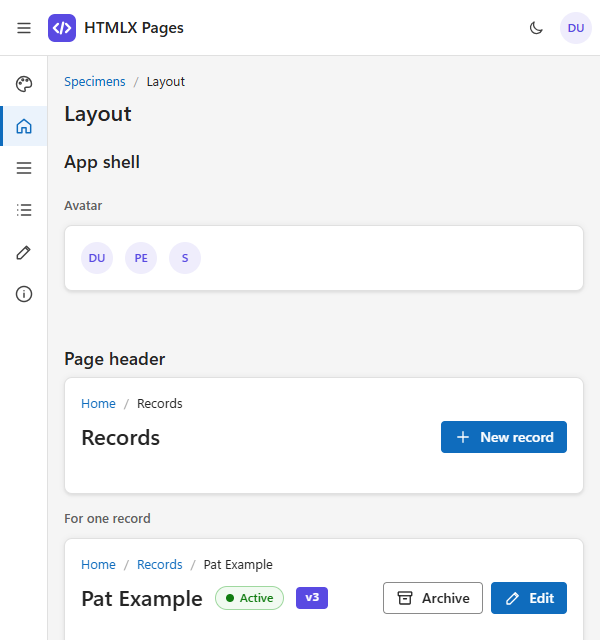 HTMLX Pages
DU
Specimens / Layout
Layout
App shell
Avatar
DU PE S
Page header
Home / Records
Records
New record
For one record
Home / Records / Pat Example
Pat Example Active v3 Archive Edit